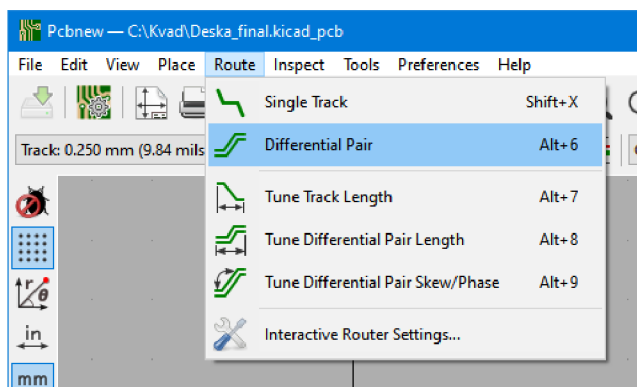 Pcbnew — C:\Kvad\Deska_final.kicad_pcb
File Edit View Place Route Inspect Tools Preferences Help
Single Track Shift+X
Track: 0.250 mm (9.84 mils
Differential Pair Alt+6
Tune Track Length Alt+7
Tune Differential Pair Length Alt+8
Tune Differential Pair Skew/Phase Alt+9
Interactive Router Settings...
r
θ
in
mm